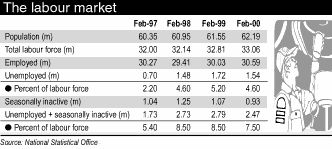 The labour market
Feb-97 Feb-98 Feb-99 Feb-00
Population (m) 60.35 60.95 61.55 62.19
Total labour force (m) 32.00 32.14 32.81 33.06
Employed (m) 30.27 29.41 30.03 30.59
Unemployed (m) 0.70 1.48 1.72 1.54
● Percent of labour force 2.20 4.60 5.20 4.60
Seasonally inactive (m) 1.04 1.25 1.07 0.93
Unemployed + seasonally inactive (m) 1.73 2.73 2.79 2.47
● Percent of labour force 5.40 8.50 8.50 7.50
Source: National Statistical Office